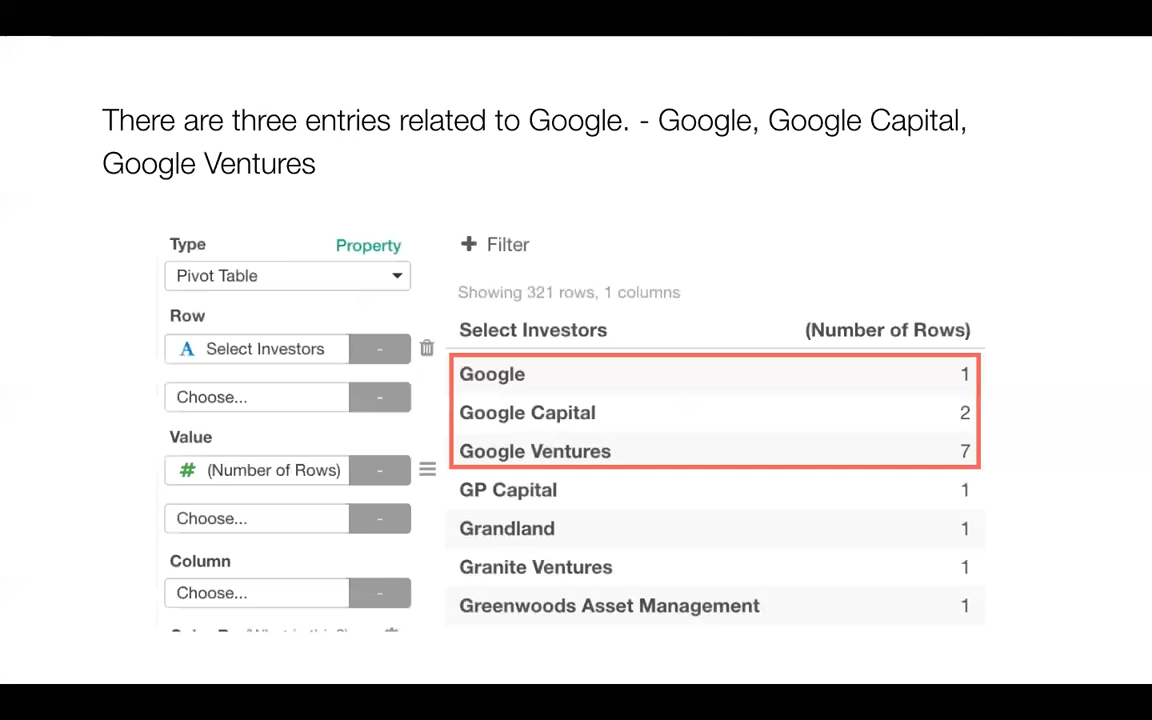 There are three entries related to Google. - Google, Google Capital,
Google Ventures
Type Property
Pivot Table
Row
A Select Investors -
Choose... -
Value
# (Number of Rows) -
Choose... -
Column
Choose... -
+ Filter
Showing 321 rows, 1 columns
Select Investors (Number of Rows)
Google 1
Google Capital 2
Google Ventures 7
GP Capital 1
Grandland 1
Granite Ventures 1
Greenwoods Asset Management 1